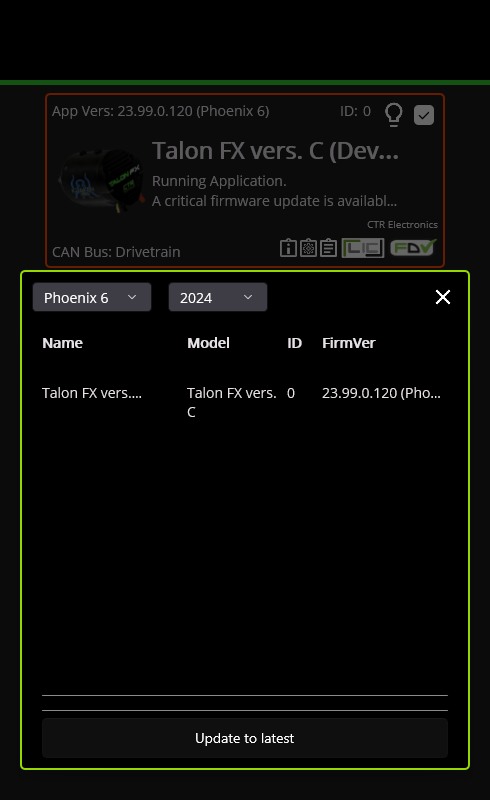 App Vers: 23.99.0.120 (Phoenix 6) ID: 0
Talon FX vers. C (Dev...
Running Application.
A critical firmware update is availabl...
CTR Electronics
CAN Bus: Drivetrain
Phoenix 6 2024
Name Model ID FirmVer
Talon FX vers.... Talon FX vers. 0 23.99.0.120 (Pho...
C
Update to latest